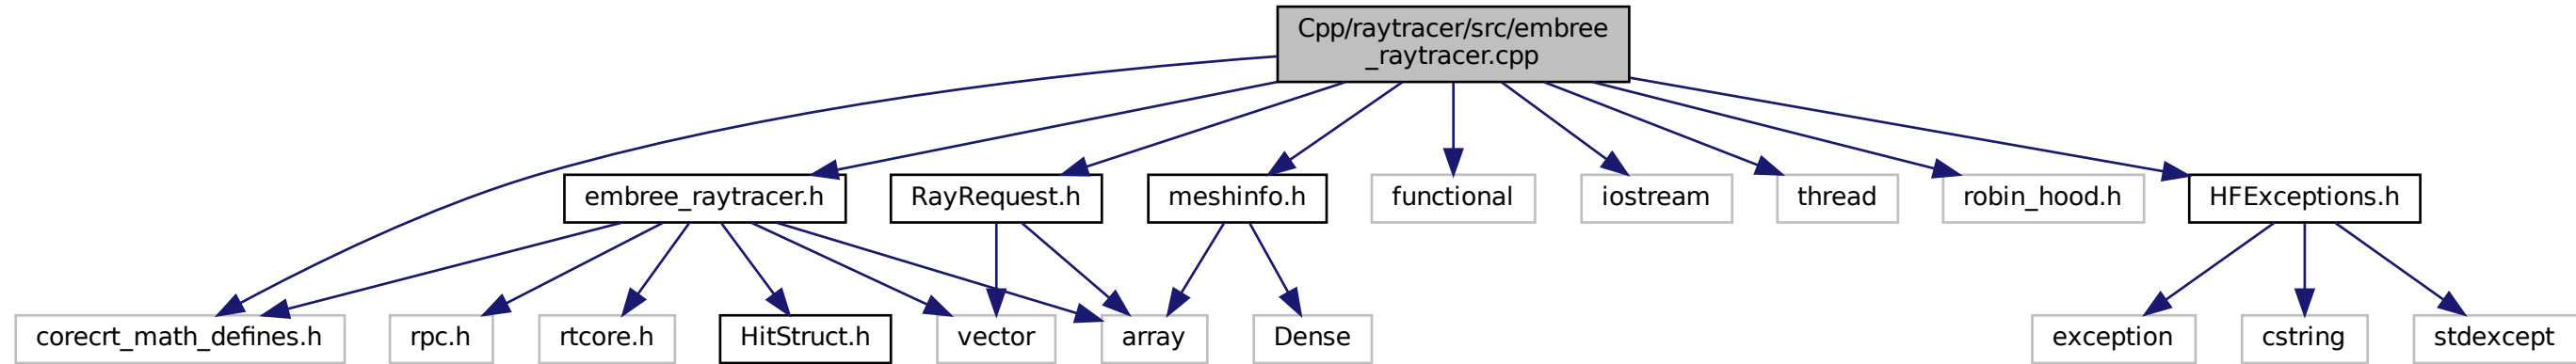 Cpp/raytracer/src/embree
_raytracer.cpp
embree_raytracer.h
RayRequest.h
meshinfo.h
functional
iostream
thread
robin_hood.h
HFExceptions.h
corecrt_math_defines.h
rpc.h
rtcore.h
HitStruct.h
vector
array
Dense
exception
cstring
stdexcept